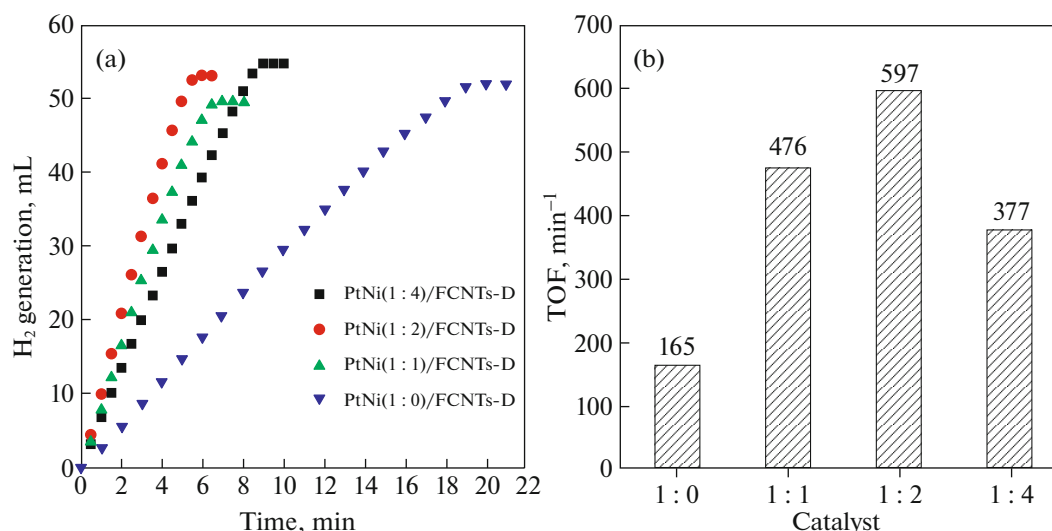 (a)
H₂ generation, mL
60
50
40
30
20
10
0
0 2 4 6 8 10 12 14 16 18 20 22
Time, min
PtNi(1 : 4)/FCNTs-D
PtNi(1 : 2)/FCNTs-D
PtNi(1 : 1)/FCNTs-D
PtNi(1 : 0)/FCNTs-D
(b)
TOF, min⁻¹
700
600
500
400
300
200
100
0
165
476
597
377
1 : 0 1 : 1 1 : 2 1 : 4
Catalyst